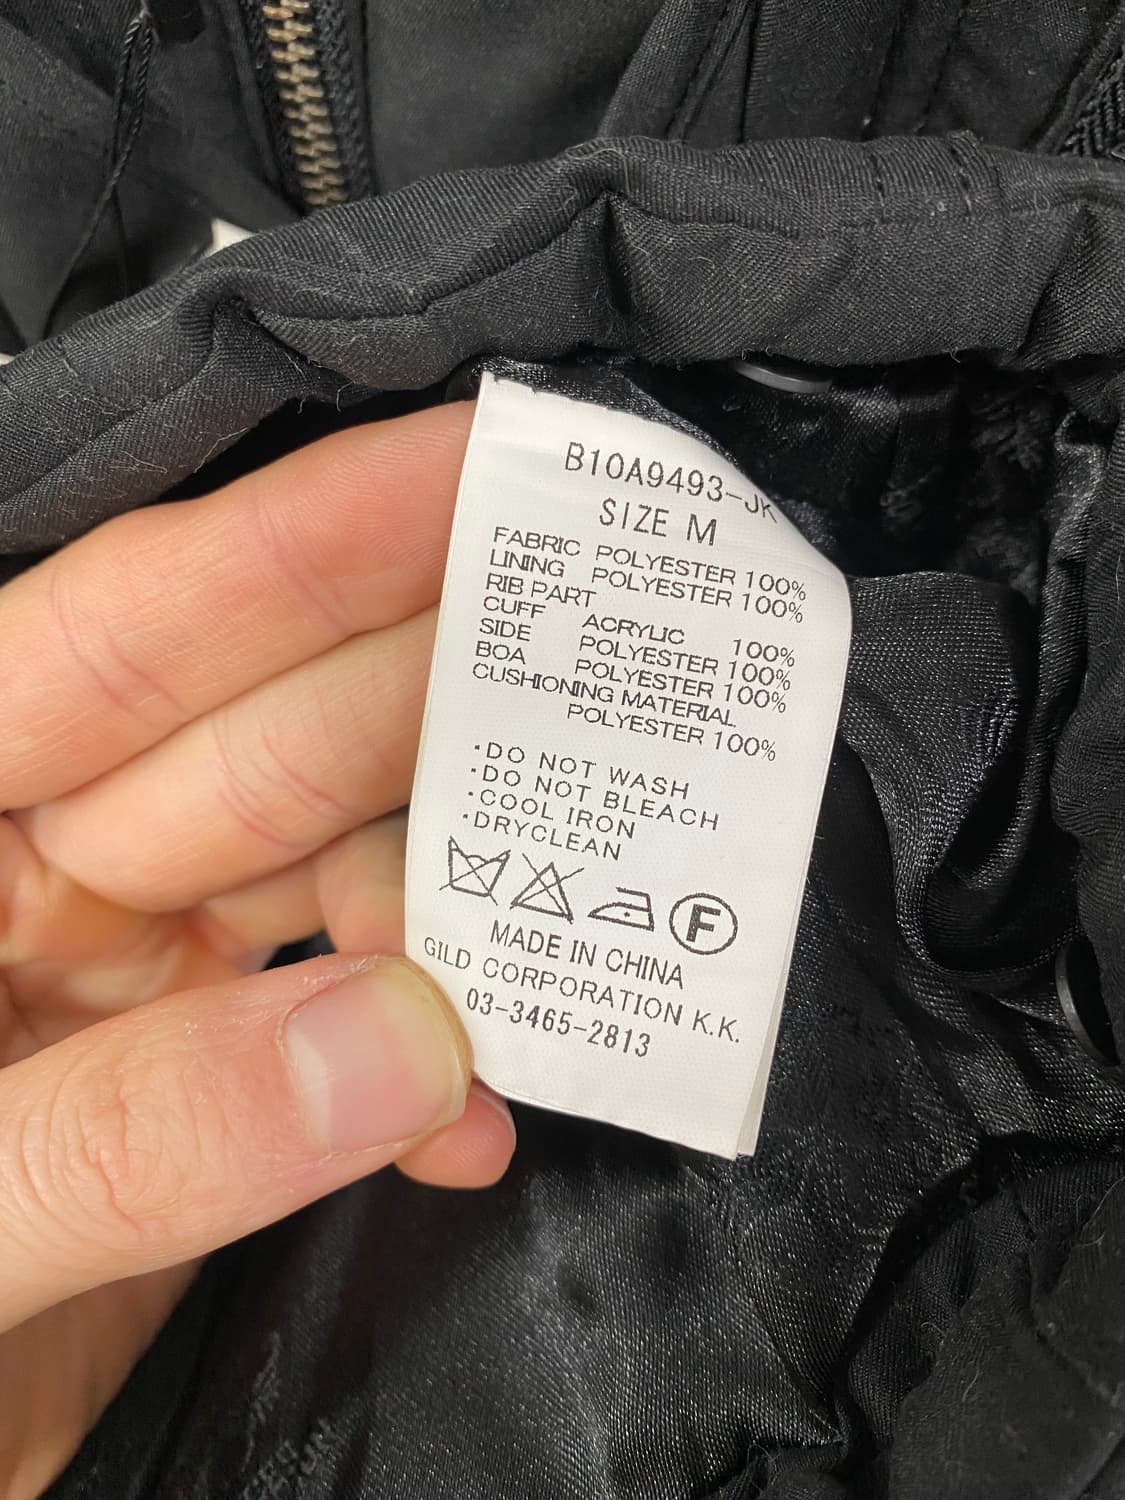 B10A9493-JK
SIZE M
FABRIC POLYESTER 100%
LINING POLYESTER 100%
RIB PART
CUFF ACRYLIC 100%
SIDE POLYESTER 100%
BOA POLYESTER 100%
CUSHIONING MATERIAL
POLYESTER 100%
·DO NOT WASH
·DO NOT BLEACH
·COOL IRON
·DRYCLEAN
F
MADE IN CHINA
GILD CORPORATION K.K.
03-3465-2813